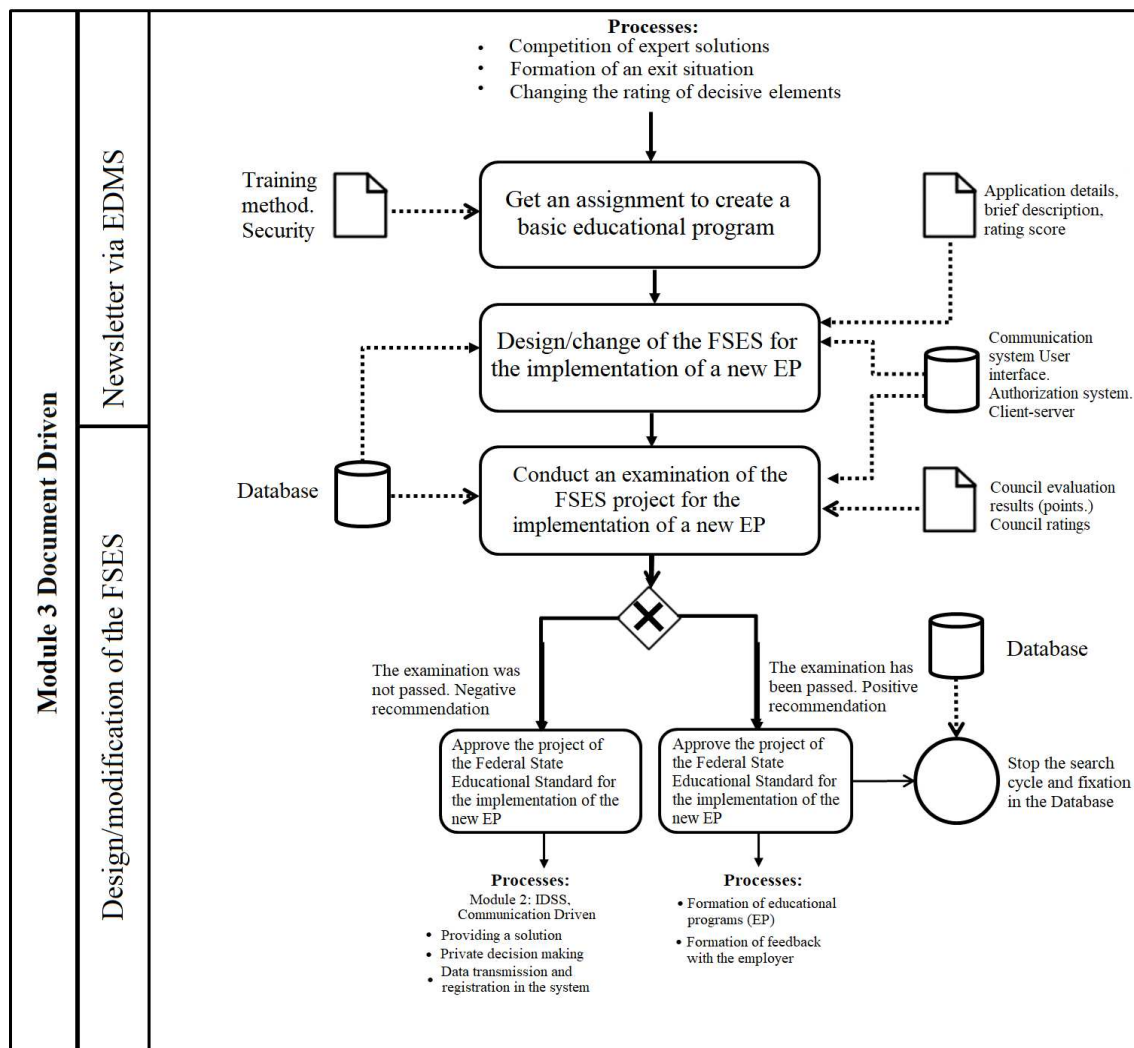 Module 3 Document Driven
Newsletter via EDMS
Design/modification of the FSES
Processes:
• Competition of expert solutions
• Formation of an exit situation
• Changing the rating of decisive elements
Training
method.
Security
Get an assignment to create a
basic educational program
Application details,
brief description,
rating score
Design/change of the FSES for
the implementation of a new EP
Communication
system User
interface.
Authorization system.
Client-server
Database
Conduct an examination of the
FSES project for the
implementation of a new EP
Council evaluation
results (points.)
Council ratings
The examination was
not passed. Negative
recommendation
The examination has
been passed. Positive
recommendation
Database
Approve the project of
the Federal State
Educational Standard for
the implementation of the
new EP
Approve the project of
the Federal State
Educational Standard for
the implementation of the
new EP
Stop the search
cycle and fixation
in the Database
Processes:
Module 2: IDSS,
Communication Driven
• Providing a solution
• Private decision making
• Data transmission and
registration in the system
Processes:
• Formation of educational
programs (EP)
• Formation of feedback
with the employer